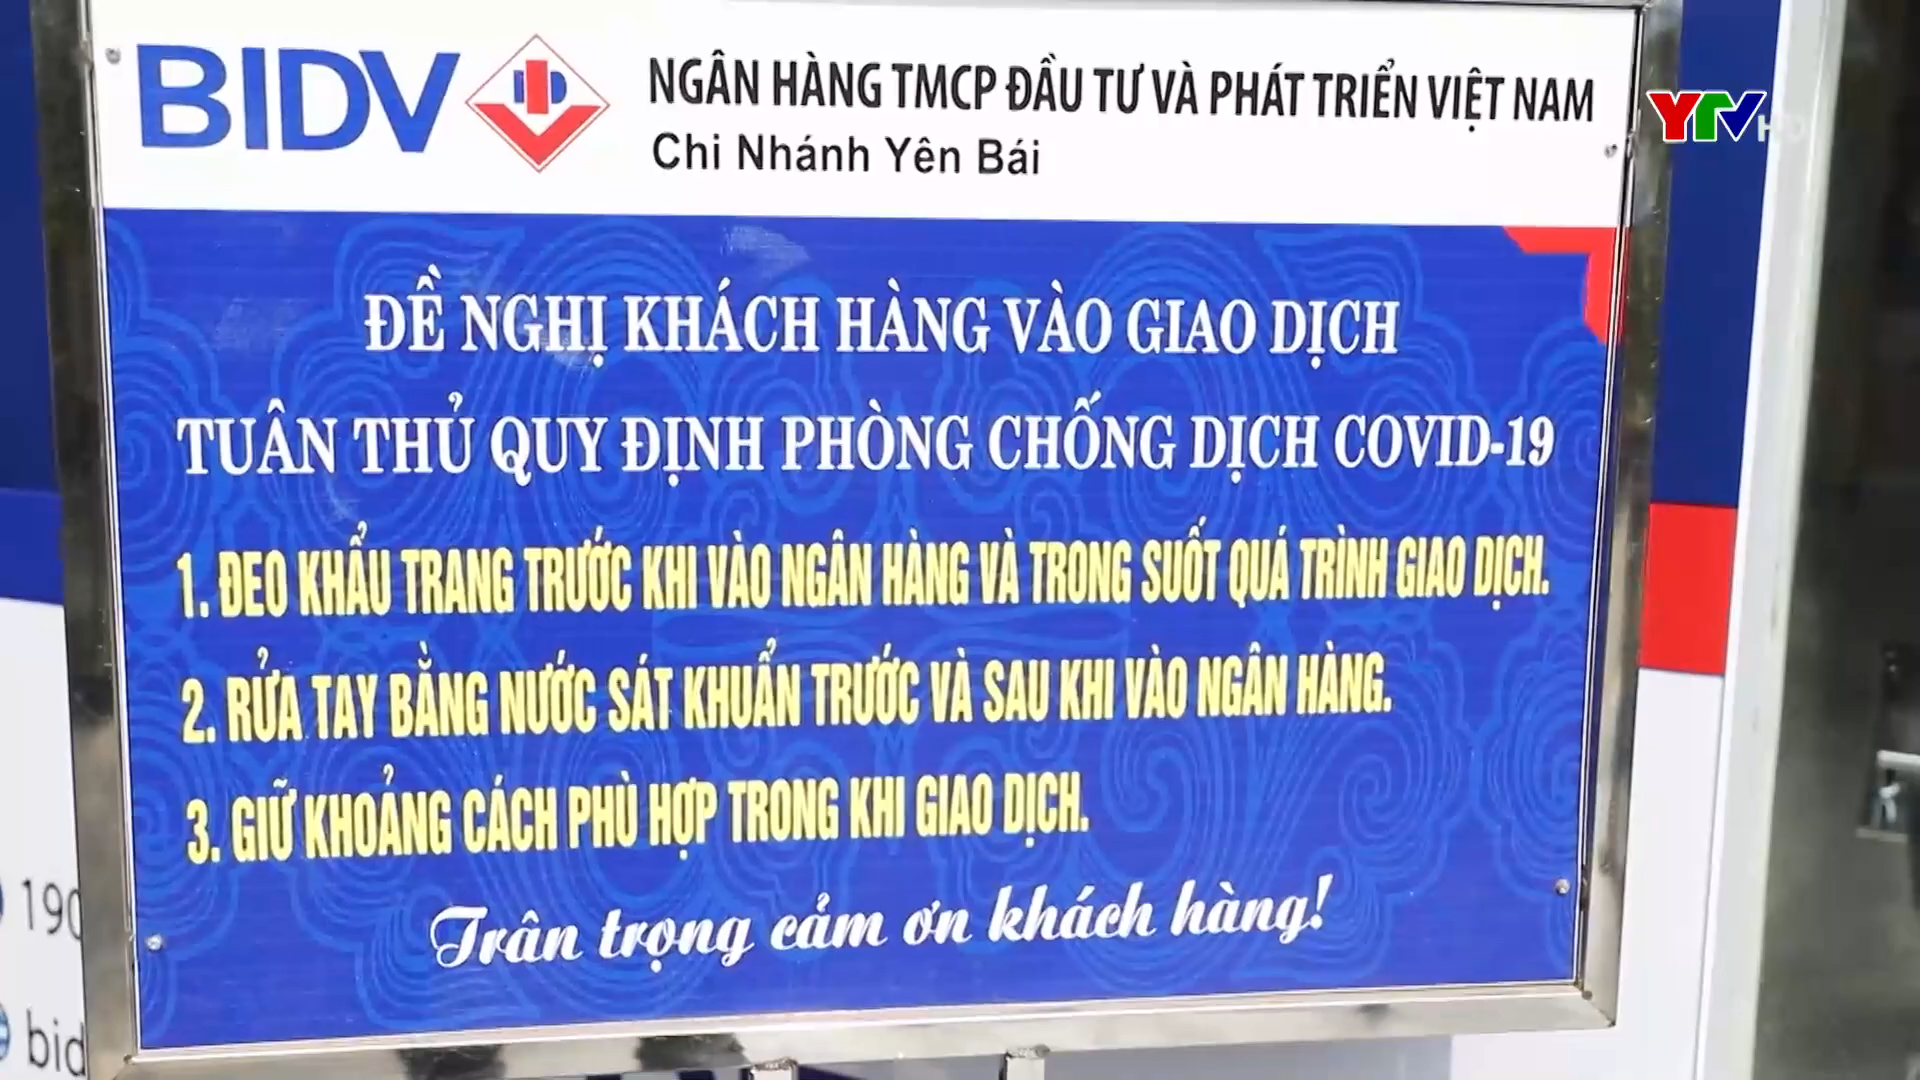 BIDV
NGÂN HÀNG TMCP ĐẦU TƯ VÀ PHÁT TRIỂN VIỆT NAM
Chi Nhánh Yên Bái
YTV HD
ĐỀ NGHỊ KHÁCH HÀNG VÀO GIAO DỊCH
TUÂN THỦ QUY ĐỊNH PHÒNG CHỐNG DỊCH COVID-19
1. ĐEO KHẨU TRANG TRƯỚC KHI VÀO NGÂN HÀNG VÀ TRONG SUỐT QUÁ TRÌNH GIAO DỊCH.
2. RỬA TAY BẰNG NƯỚC SÁT KHUẨN TRƯỚC VÀ SAU KHI VÀO NGÂN HÀNG.
3. GIỮ KHOẢNG CÁCH PHÙ HỢP TRONG KHI GIAO DỊCH.
Trân trọng cảm ơn khách hàng!
190
bid